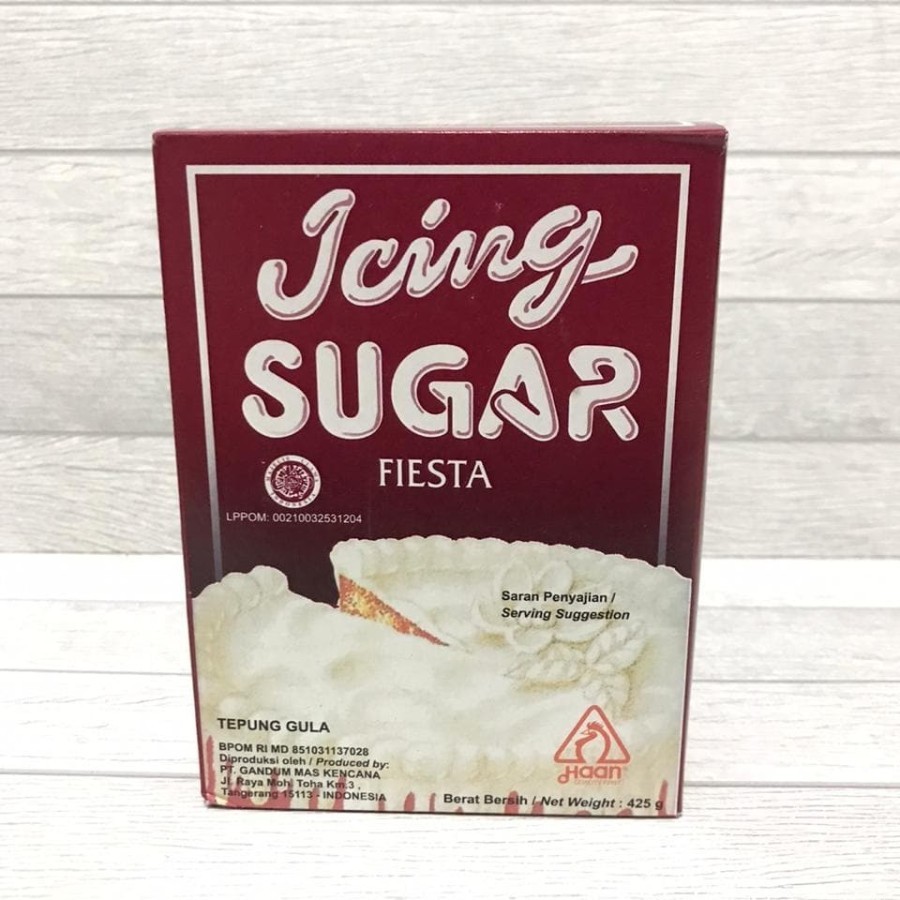 Icing
SUGAR
FIESTA
LPPOM: 00210032531204
Saran Penyajian /
Serving Suggestion
TEPUNG GULA
BPOM RI MD 851031137028
Diproduksi oleh / Produced by:
PT. GANDUM MAS KENCANA
Jl. Raya Moh. Toha Km.3 ,
Tangerang 15113 - INDONESIA
Haan
Berat Bersih / Net Weight : 425 g